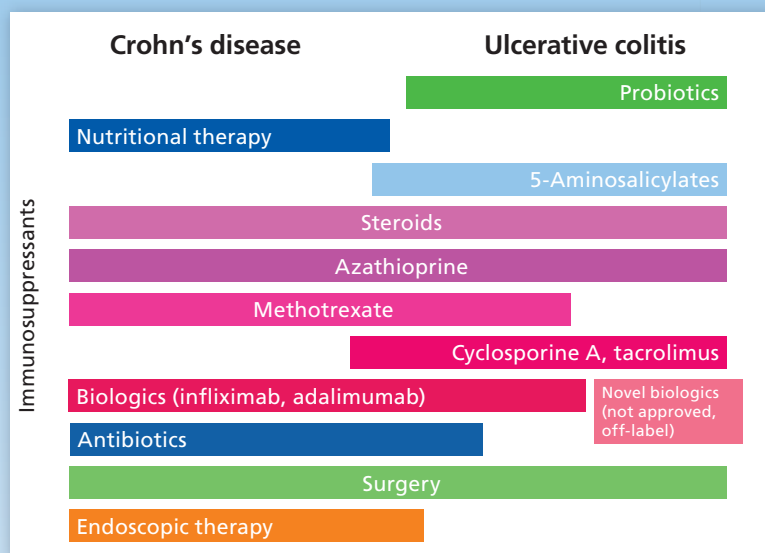 Crohn’s disease
Ulcerative colitis
Probiotics
Nutritional therapy
5-Aminosalicylates
Immunosuppressants
Steroids
Azathioprine
Methotrexate
Cyclosporine A, tacrolimus
Biologics (infliximab, adalimumab)
Novel biologics
(not approved,
off-label)
Antibiotics
Surgery
Endoscopic therapy